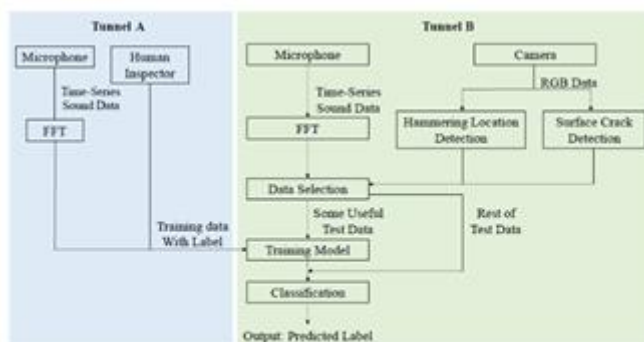 Tunnel A
Microphone
Human
Inspector
Time-Series
Sound Data
FFT
Training data
With Label
Tunnel B
Microphone
Camera
Time-Series
Sound Data
RGB Data
FFT
Hammering Location
Detection
Surface Crack
Detection
Data Selection
Some Useful
Test Data
Rest of
Test Data
Training Model
Classification
Output: Predicted Label